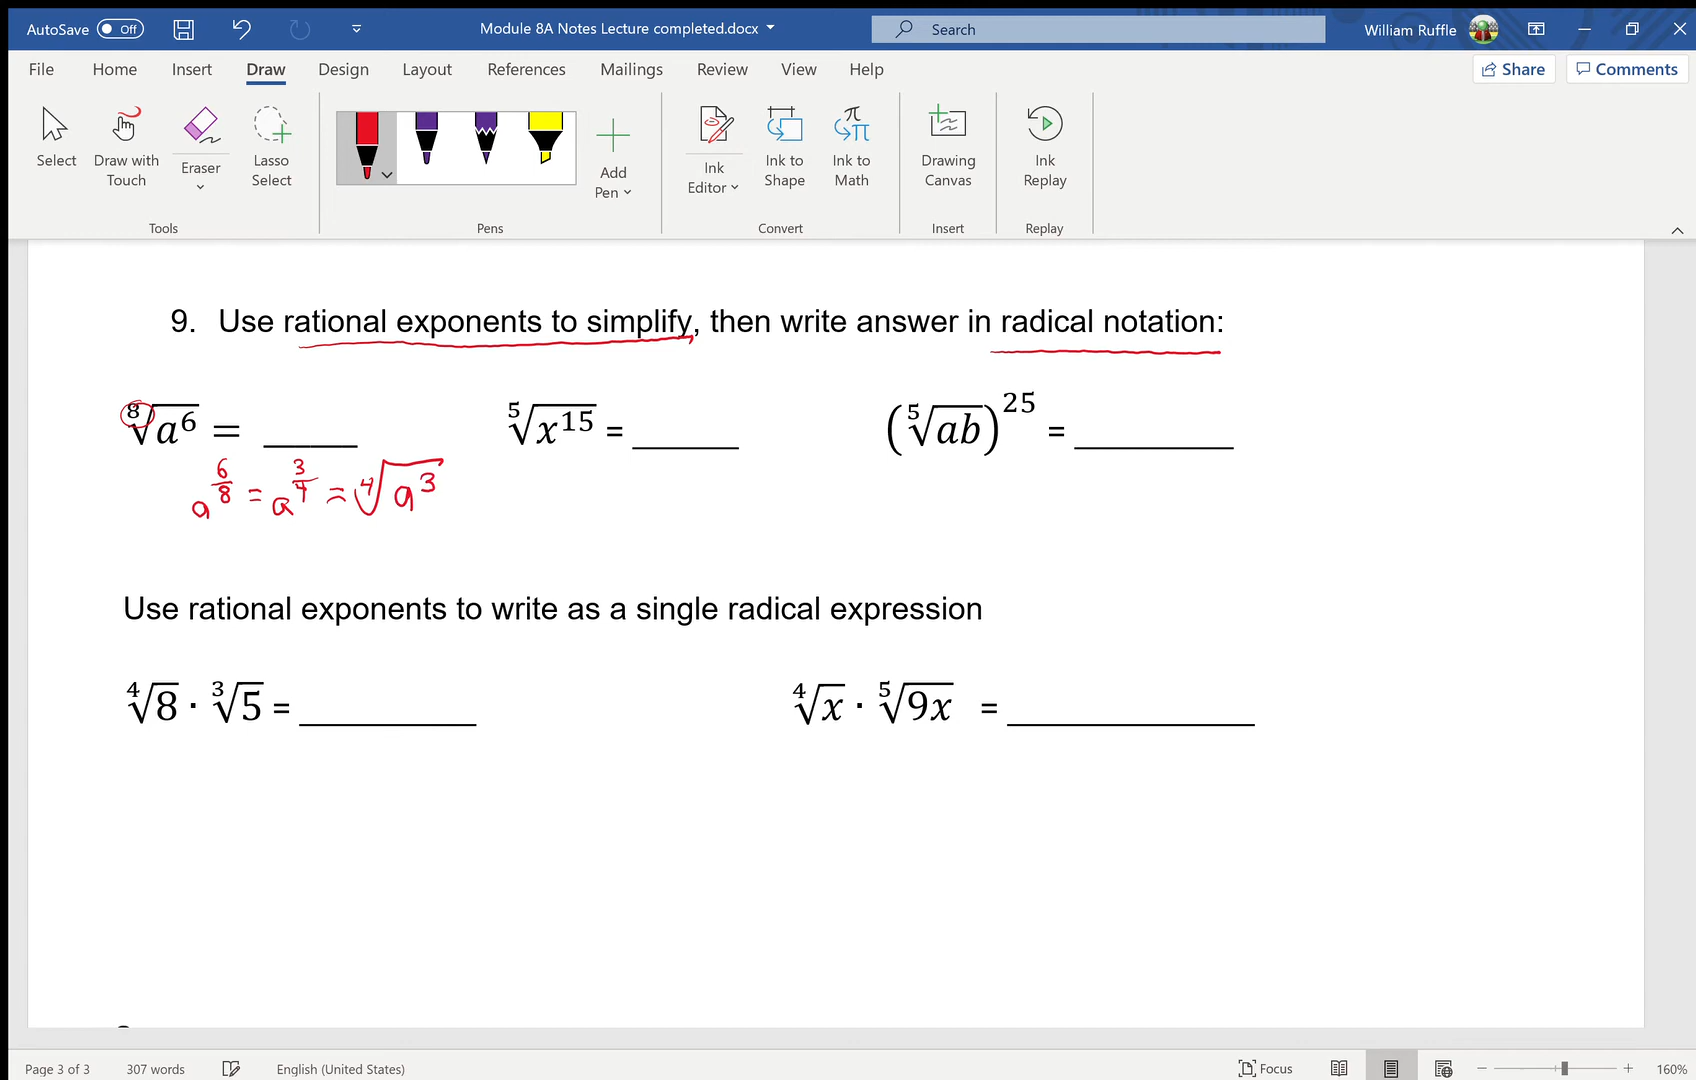 AutoSave Off Module 8A Notes Lecture completed.docx Search William Ruffle
File Home Insert Draw Design Layout References Mailings Review View Help Share Comments
Select Draw with Touch Eraser Lasso Select Add Pen Ink Editor Ink to Shape Ink to Math Drawing Canvas Ink Replay
Tools Pens Convert Insert Replay
9. Use rational exponents to simplify, then write answer in radical notation:
⁸√a⁶ = _____ ⁵√x¹⁵ = ______ (⁵√ab)²⁵ = _________
a^(6/8) = a^(3/4) = ⁴√a³
Use rational exponents to write as a single radical expression
⁴√8 · ³√5 = __________ ⁴√x · ⁵√9x = ______________
Page 3 of 3 307 words English (United States) Focus 160%